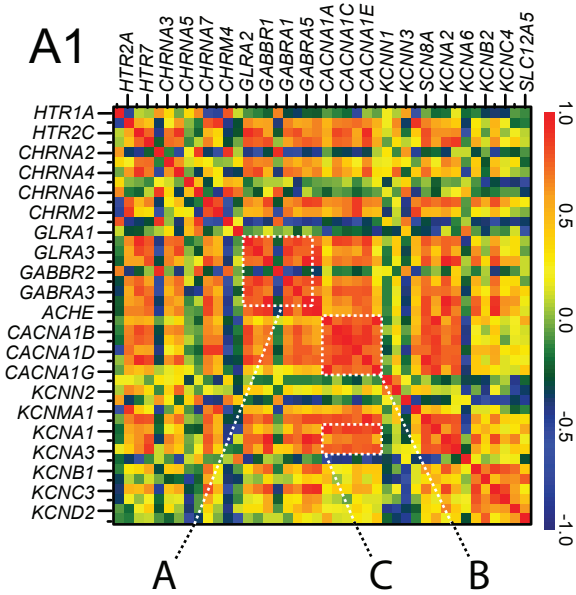 A1
HTR2A
HTR7
CHRNA3
CHRNA5
CHRNA7
CHRM4
GLRA2
GABBR1
GABRA1
GABRA5
CACNA1A
CACNA1C
CACNA1E
KCNN1
KCNN3
SCN8A
KCNA2
KCNA6
KCNB2
KCNC4
SLC12A5
HTR1A
HTR2C
CHRNA2
CHRNA4
CHRNA6
CHRM2
GLRA1
GLRA3
GABBR2
GABRA3
ACHE
CACNA1B
CACNA1D
CACNA1G
KCNN2
KCNMA1
KCNA1
KCNA3
KCNB1
KCNC3
KCND2
1.0
0.5
0
-0.5
-1.0
A
C
B